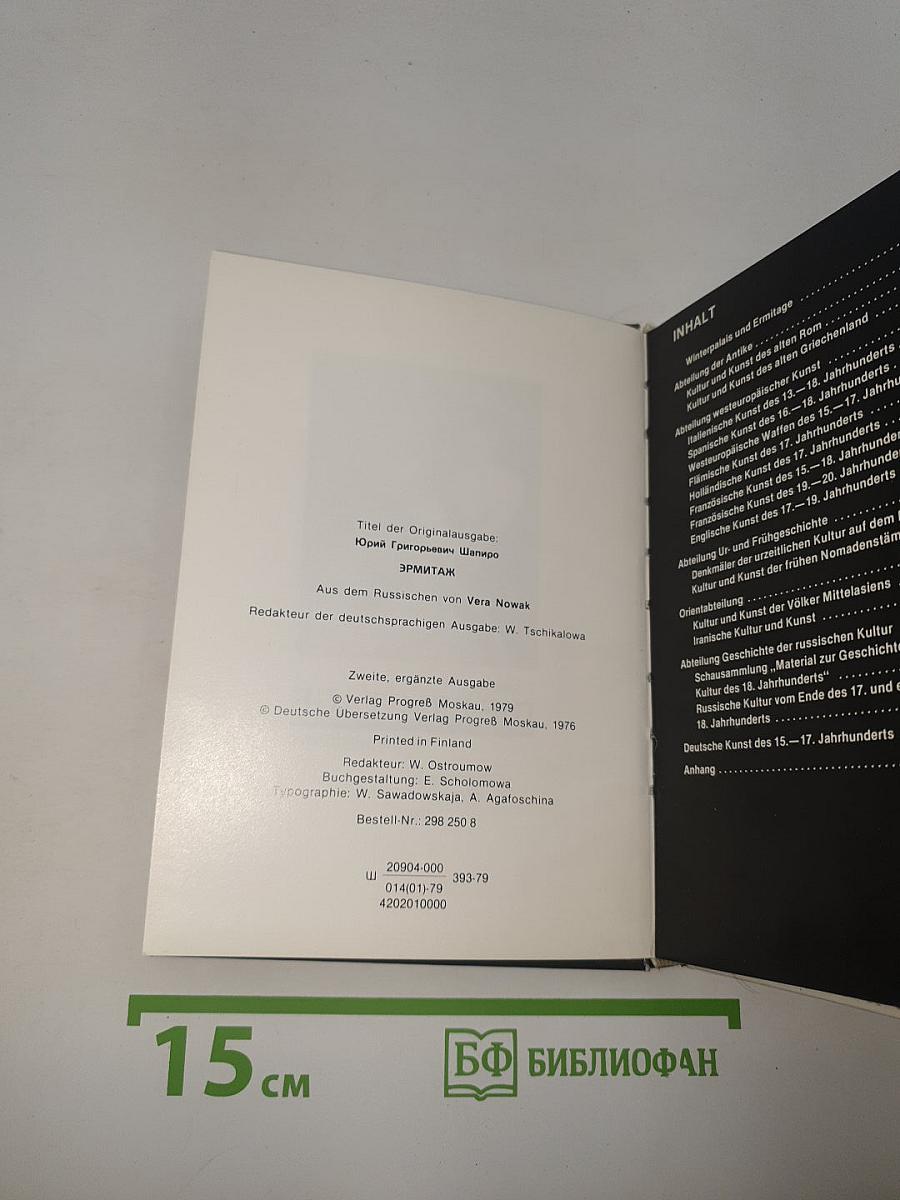 Titel der Originalausgabe:
Юрий Григорьевич Шапиро
ЭРМИТАЖ
Aus dem Russischen von Vera Nowak
Redakteur der deutschsprachigen Ausgabe: W. Tschikalowa
Zweite, ergänzte Ausgabe
© Verlag Progreß Moskau, 1979
© Deutsche Übersetzung Verlag Progreß Moskau, 1976
Printed in Finland
Redakteur: W. Ostroumow
Buchgestaltung: E. Scholomowa
Typographie: W. Sawadowskaja, A. Agafoschina
Bestell-Nr.: 298 250 8
Ш 20904-000 393-79
014(01)-79
4202010000
INHALT
Winterpalais und Ermitage
Abteilung der Antike
Kultur und Kunst des alten Rom
Kultur und Kunst des alten Griechenland
Abteilung westeuropäischer Kunst
Italienische Kunst des 13.—18. Jahrhunderts
Spanische Kunst des 16.—18. Jahrhunderts
Westeuropäische Waffen des 15.—17. Jahrhu
Flämische Kunst des 17. Jahrhunderts
Holländische Kunst des 17. Jahrhunderts
Französische Kunst des 15.—18. Jahrhunder
Französische Kunst des 19.—20. Jahrhunde
Englische Kunst des 17.—19. Jahrhunderts
Abteilung Ur- und Frühgeschichte
Denkmäler der urzeitlichen Kultur auf dem
Kultur und Kunst der frühen Nomadenstäm
Orientabteilung
Kultur und Kunst der Völker Mittelasiens
Iranische Kultur und Kunst
Abteilung Geschichte der russischen Kultur
Schausammlung „Material zur Geschichte
Kultur des 18. Jahrhunderts“
Russische Kultur vom Ende des 17. und
18. Jahrhunderts
Deutsche Kunst des 15.—17. Jahrhunderts
Anhang
15 см
БФ БИБЛИОФАН